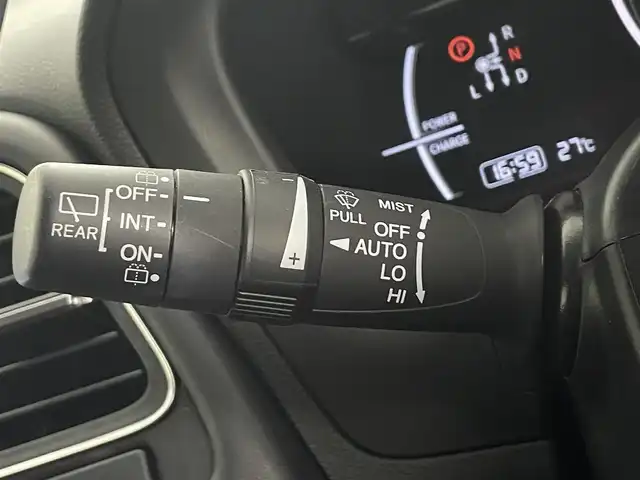 P
R
N
L D
POWER
CHARGE
16:59 27℃
OFF-
INT-
ON-
REAR
—
−
+
PULL
MIST
OFF
AUTO
LO
HI